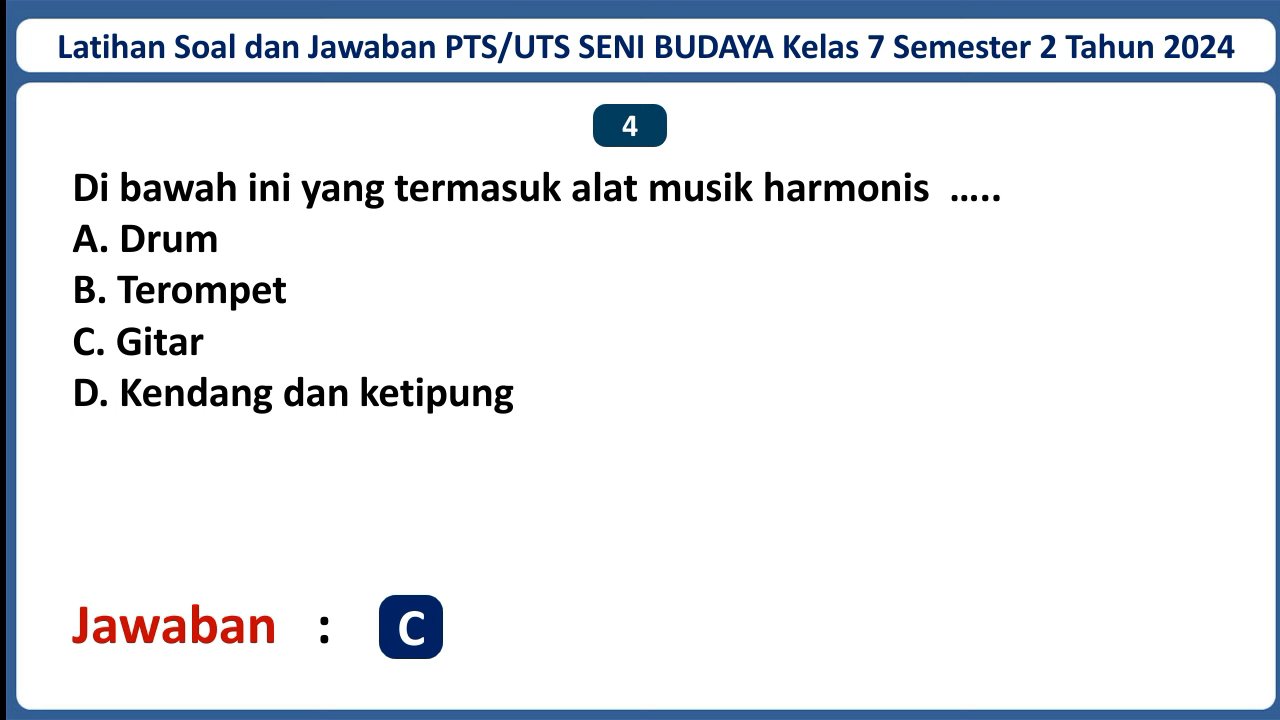 Latihan Soal dan Jawaban PTS/UTS SENI BUDAYA Kelas 7 Semester 2 Tahun 2024
4
Di bawah ini yang termasuk alat musik harmonis  .....
A. Drum
B. Terompet
C. Gitar
D. Kendang dan ketipung
Jawaban : C